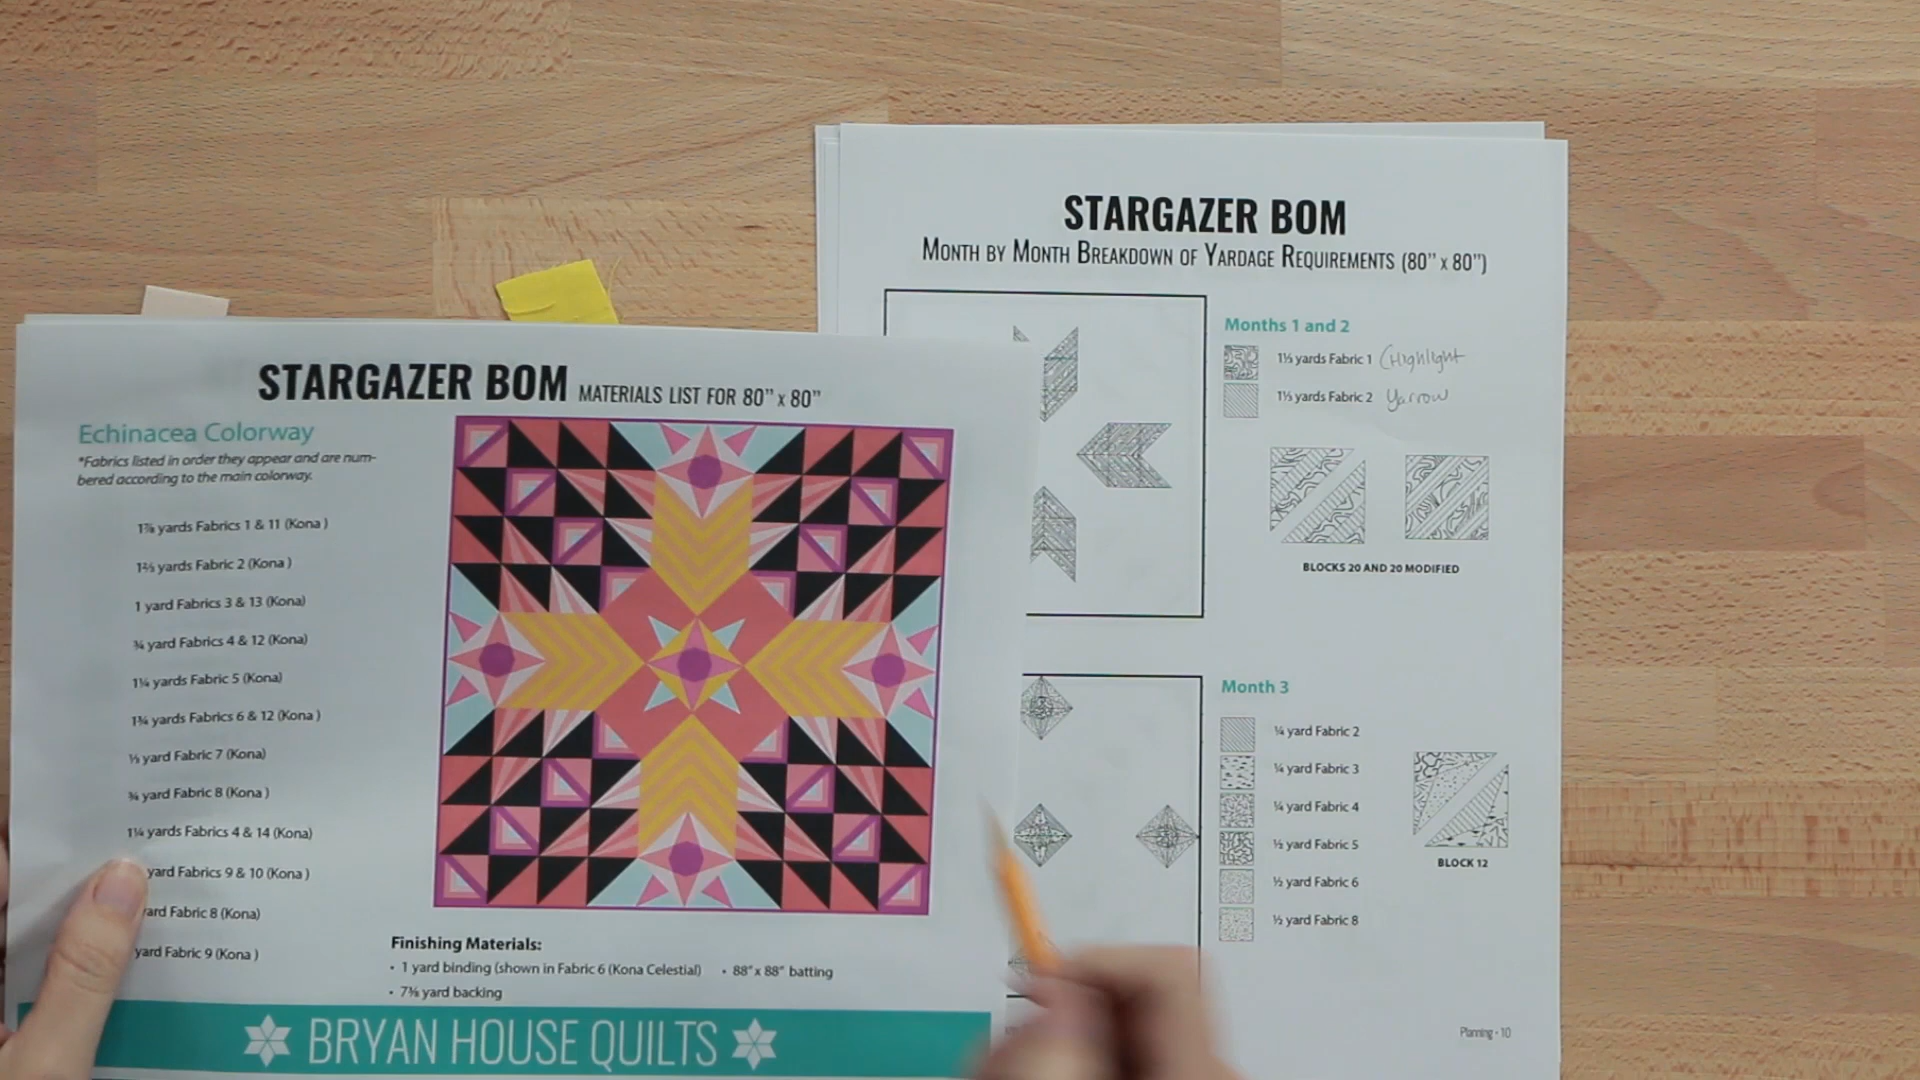 STARGAZER BOM MATERIALS LIST FOR 80" x 80"
Echinacea Colorway
*Fabrics listed in order they appear and are num-
bered according to the main colorway.
1⅞ yards Fabrics 1 & 11 (Kona )
1⅔ yards Fabric 2 (Kona )
1 yard Fabrics 3 & 13 (Kona)
¾ yard Fabrics 4 & 12 (Kona)
1¼ yards Fabric 5 (Kona)
1¾ yards Fabrics 6 & 12 (Kona )
yard Fabric 7 (Kona)
¾ yard Fabric 8 (Kona )
1¼ yards Fabrics 4 & 14 (Kona)
yard Fabrics 9 & 10 (Kona )
yard Fabric 8 (Kona)
yard Fabric 9 (Kona )
Finishing Materials:
• 1 yard binding (shown in Fabric 6 (Kona Celestial)
• 88" x 88" batting
• 7⅜ yard backing
BRYAN HOUSE QUILTS
STARGAZER BOM
MONTH BY MONTH BREAKDOWN OF YARDAGE REQUIREMENTS (80" x 80")
Months 1 and 2
yards Fabric 1 (Highlight
yards Fabric 2 Yarrow
BLOCKS 20 AND 20 MODIFIED
Month 3
¼ yard Fabric 2
¼ yard Fabric 3
¼ yard Fabric 4
½ yard Fabric 5
½ yard Fabric 6
½ yard Fabric 8
BLOCK 12
Planning - 10